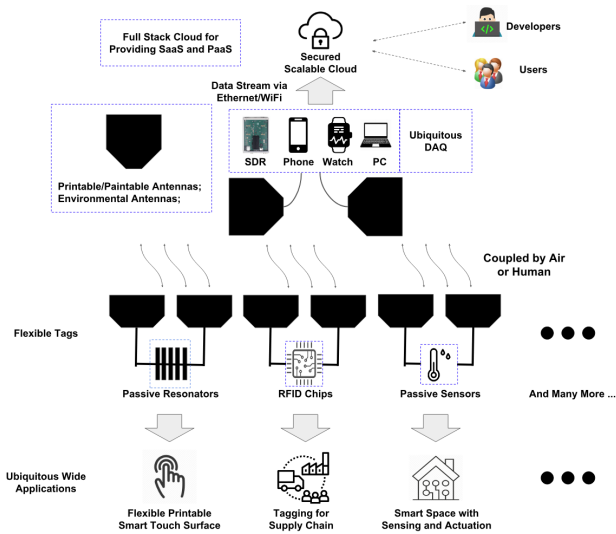 Full Stack Cloud for
Providing SaaS and PaaS
Secured
Scalable Cloud
</>
Developers
Users
Data Stream via
Ethernet/WiFi
SDR
Phone
Watch
PC
Ubiquitous
DAQ
Printable/Paintable Antennas;
Environmental Antennas;
Coupled by Air
or Human
Flexible Tags
Passive Resonators
RFID Chips
Passive Sensors
And Many More ...
Ubiquitous Wide
Applications
Flexible Printable
Smart Touch Surface
Tagging for
Supply Chain
Smart Space with
Sensing and Actuation